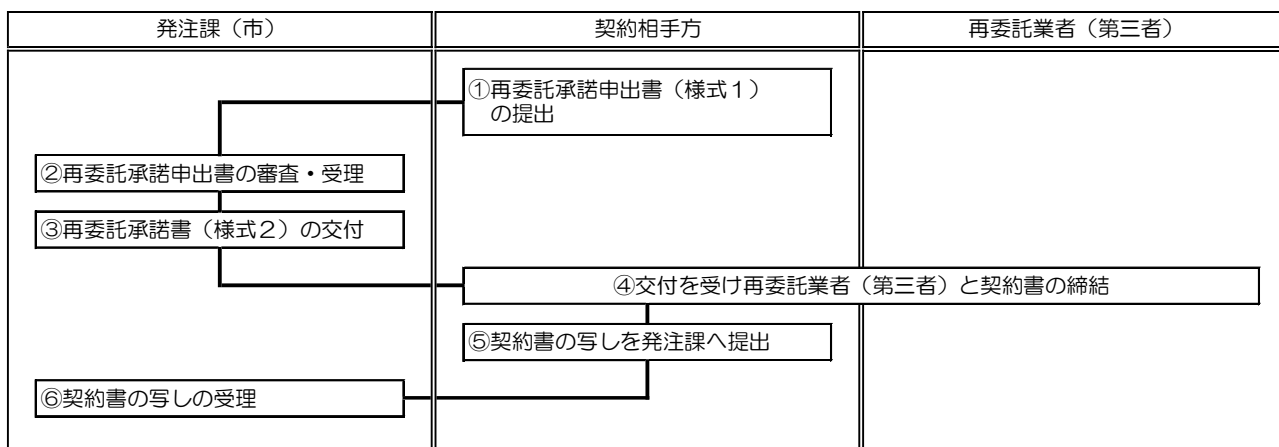 発注課（市）
契約相手方
再委託業者（第三者）
①再委託承諾申出書（様式１）
の提出
②再委託承諾申出書の審査・受理
③再委託承諾書（様式２）の交付
④交付を受け再委託業者（第三者）と契約書の締結
⑤契約書の写しを発注課へ提出
⑥契約書の写しの受理